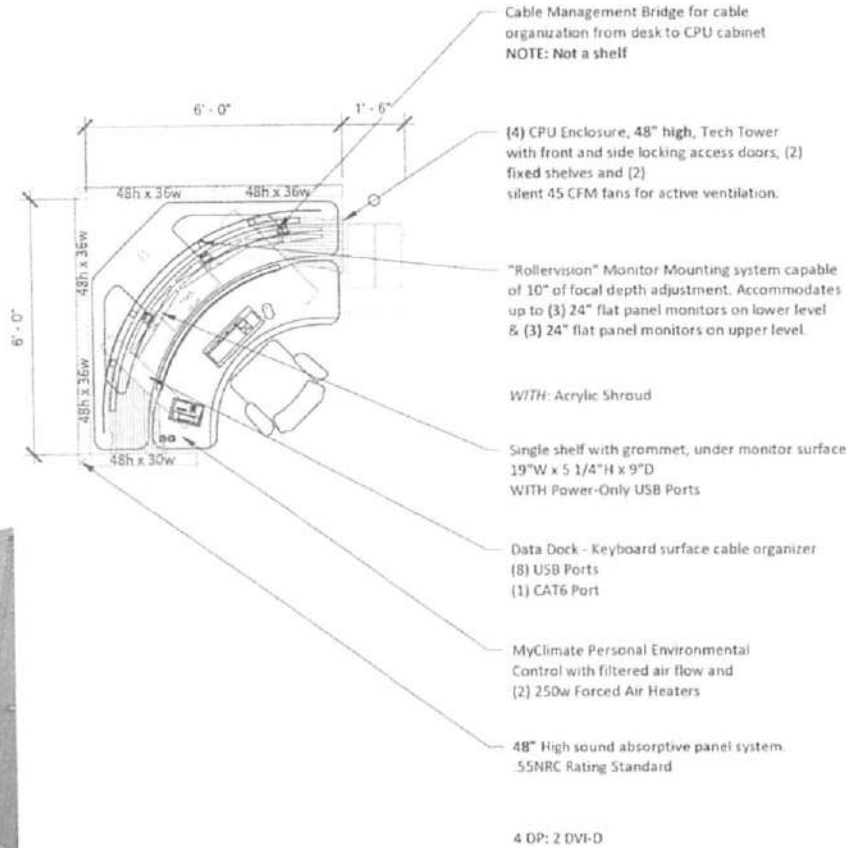 Cable Management Bridge for cable
organization from desk to CPU cabinet
NOTE: Not a shelf
6' - 0"
1' - 6"
(4) CPU Enclosure, 48" high, Tech Tower
with front and side locking access doors, (2)
fixed shelves and (2)
silent 45 CFM fans for active ventilation.
48h x 36w
48h x 36w
48h x 36w
6' - 0"
48h x 36w
48h x 30w
"Rollervision" Monitor Mounting system capable
of 10" of focal depth adjustment. Accommodates
up to (3) 24" flat panel monitors on lower level
& (3) 24" flat panel monitors on upper level.
WITH: Acrylic Shroud
Single shelf with grommet, under monitor surface
19"W x 5 1/4"H x 9"D
WITH Power-Only USB Ports
Data Dock - Keyboard surface cable organizer
(8) USB Ports
(1) CAT6 Port
MyClimate Personal Environmental
Control with filtered air flow and
(2) 250w Forced Air Heaters
48" High sound absorptive panel system.
.55NRC Rating Standard
4 DP: 2 DVI-D